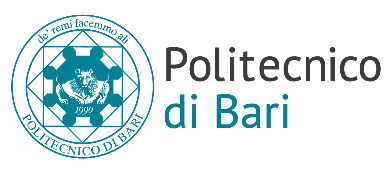 de' remi facemmo ali
1990
POLITECNICO DI BARI
Politecnico
di Bari